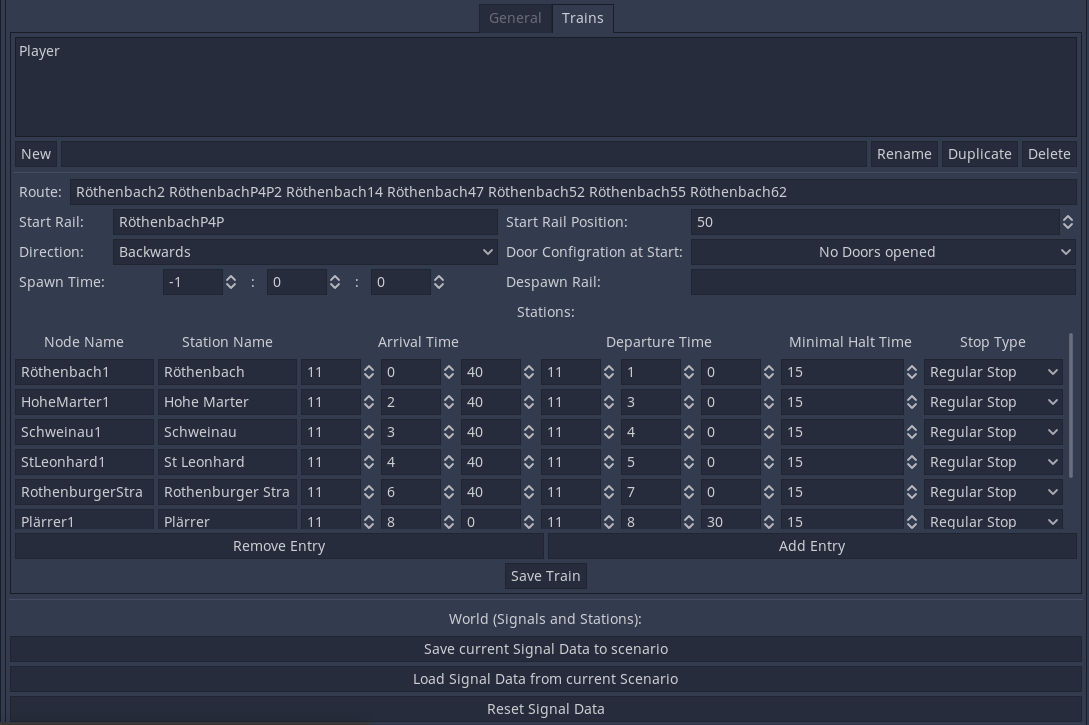 General Trains
Player
New Rename Duplicate Delete
Route: Röthenbach2 RöthenbachP4P2 Röthenbach14 Röthenbach47 Röthenbach52 Röthenbach55 Röthenbach62
Start Rail: RöthenbachP4P Start Rail Position: 50
Direction: Backwards Door Configration at Start: No Doors opened
Spawn Time: -1 : 0 : 0 Despawn Rail:
Stations:
Node Name Station Name Arrival Time Departure Time Minimal Halt Time Stop Type
Röthenbach1 Röthenbach 11 0 40 11 1 0 15 Regular Stop
HoheMarter1 Hohe Marter 11 2 40 11 3 0 15 Regular Stop
Schweinau1 Schweinau 11 3 40 11 4 0 15 Regular Stop
StLeonhard1 St Leonhard 11 4 40 11 5 0 15 Regular Stop
RothenburgerStra Rothenburger Stra 11 6 40 11 7 0 15 Regular Stop
Plärrer1 Plärrer 11 8 0 11 8 30 15 Regular Stop
Remove Entry Add Entry
Save Train
World (Signals and Stations):
Save current Signal Data to scenario
Load Signal Data from current Scenario
Reset Signal Data